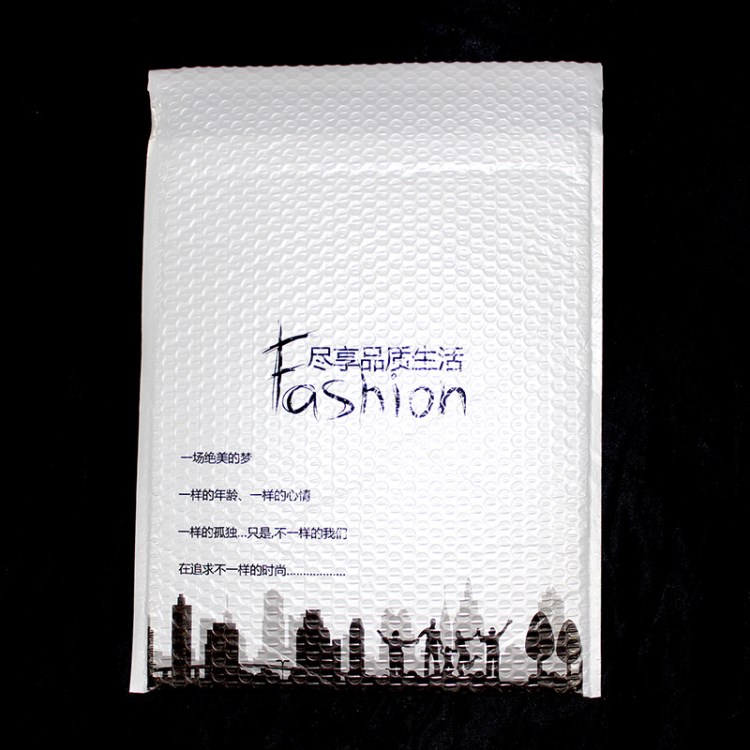 尽享品质生活
Fashion
一场绝美的梦
一样的年龄、一样的心情
一样的孤独...只是,不一样的我们
在追求不一样的时尚.................